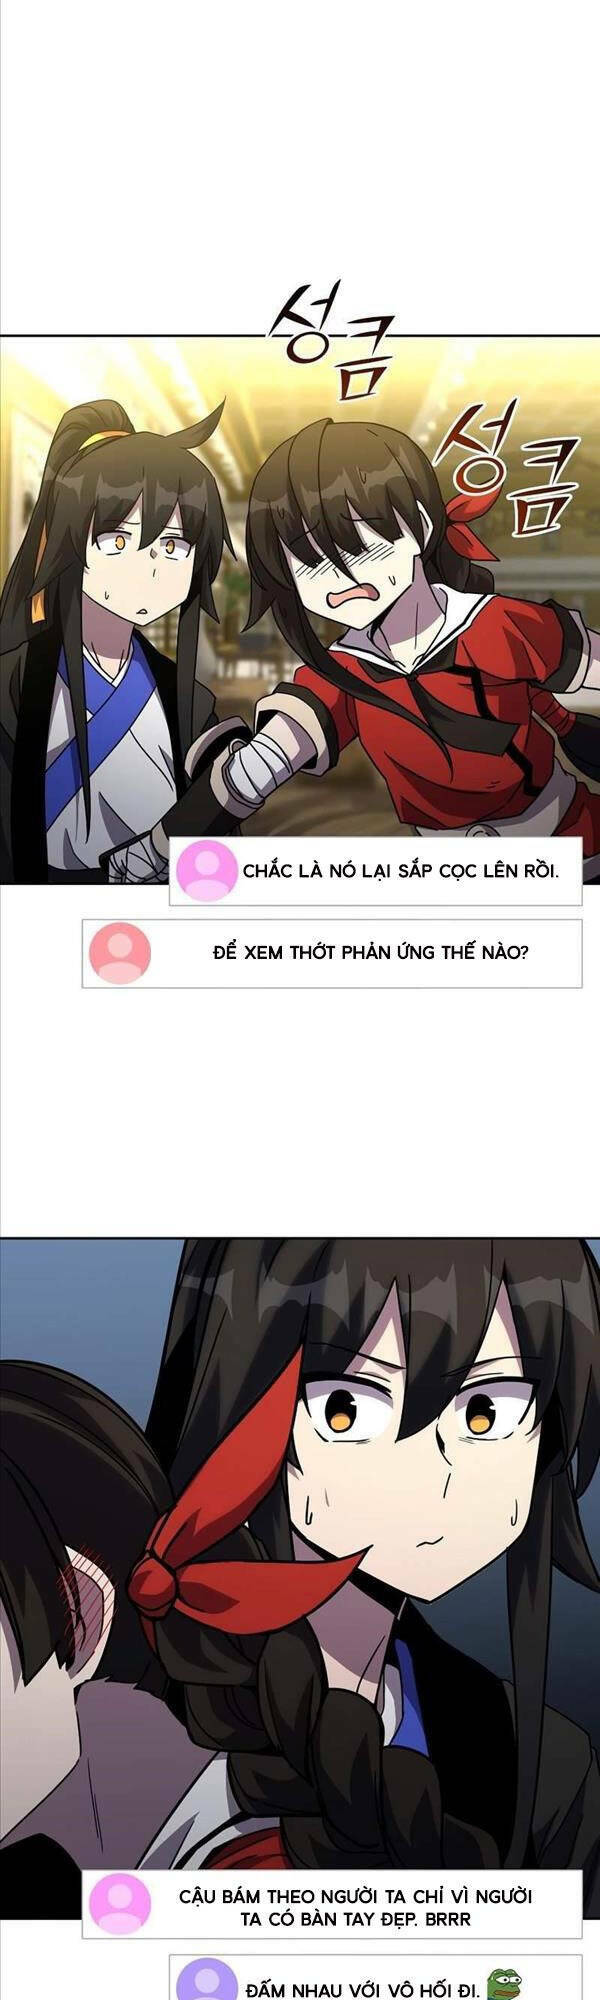 성큼
성큼
CHẮC LÀ NÓ LẠI SẮP CỌC LÊN RỒI.
ĐỂ XEM THỚT PHẢN ỨNG THẾ NÀO?
CẬU BÁM THEO NGƯỜI TA CHỈ VÌ NGƯỜI
TA CÓ BÀN TAY ĐẸP. BRRR
ĐẤM NHAU VỚI VÔ HỐI ĐI.